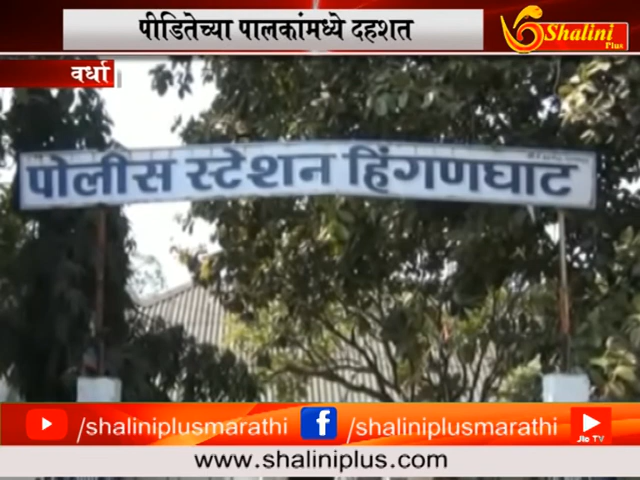 पीडितेच्या पालकांमध्ये दहशत
Shalini
Plus
वर्धा
पोलीस स्टेशन हिंगणघाट
/shaliniplusmarathi
/shaliniplusmarathi
Jio TV
www.shaliniplus.com